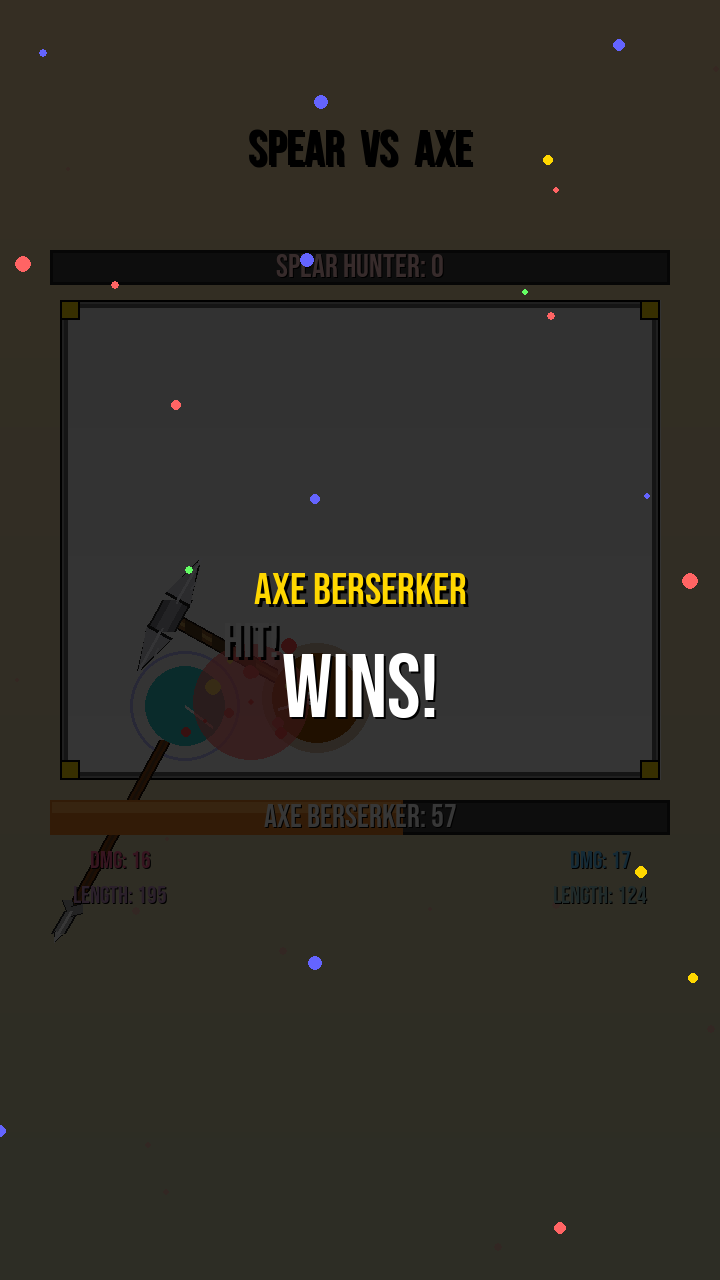 SPEAR VS AXE
SPEAR HUNTER: 0
AXE BERSERKER
HIT!
WINS!
AXE BERSERKER: 57
DMG: 16
DMG: 17
LENGTH: 195
LENGTH: 124